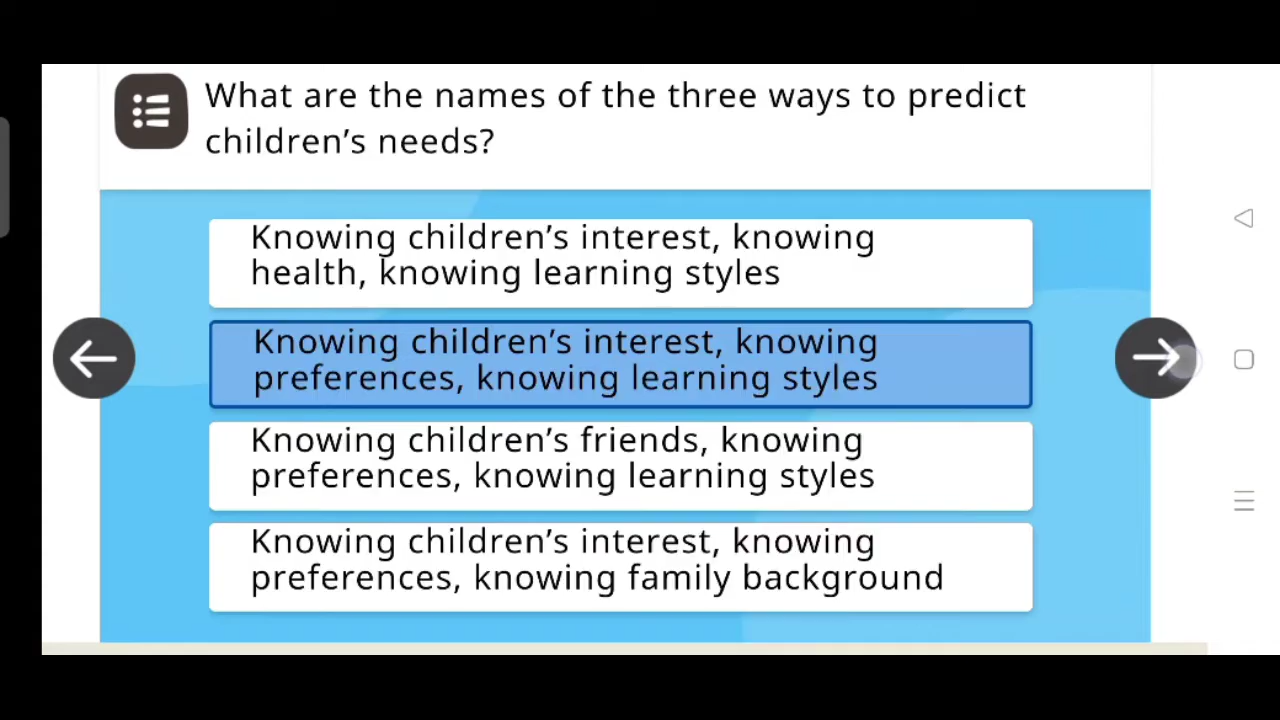 What are the names of the three ways to predict
children’s needs?
Knowing children’s interest, knowing
health, knowing learning styles
Knowing children’s interest, knowing
preferences, knowing learning styles
Knowing children’s friends, knowing
preferences, knowing learning styles
Knowing children’s interest, knowing
preferences, knowing family background